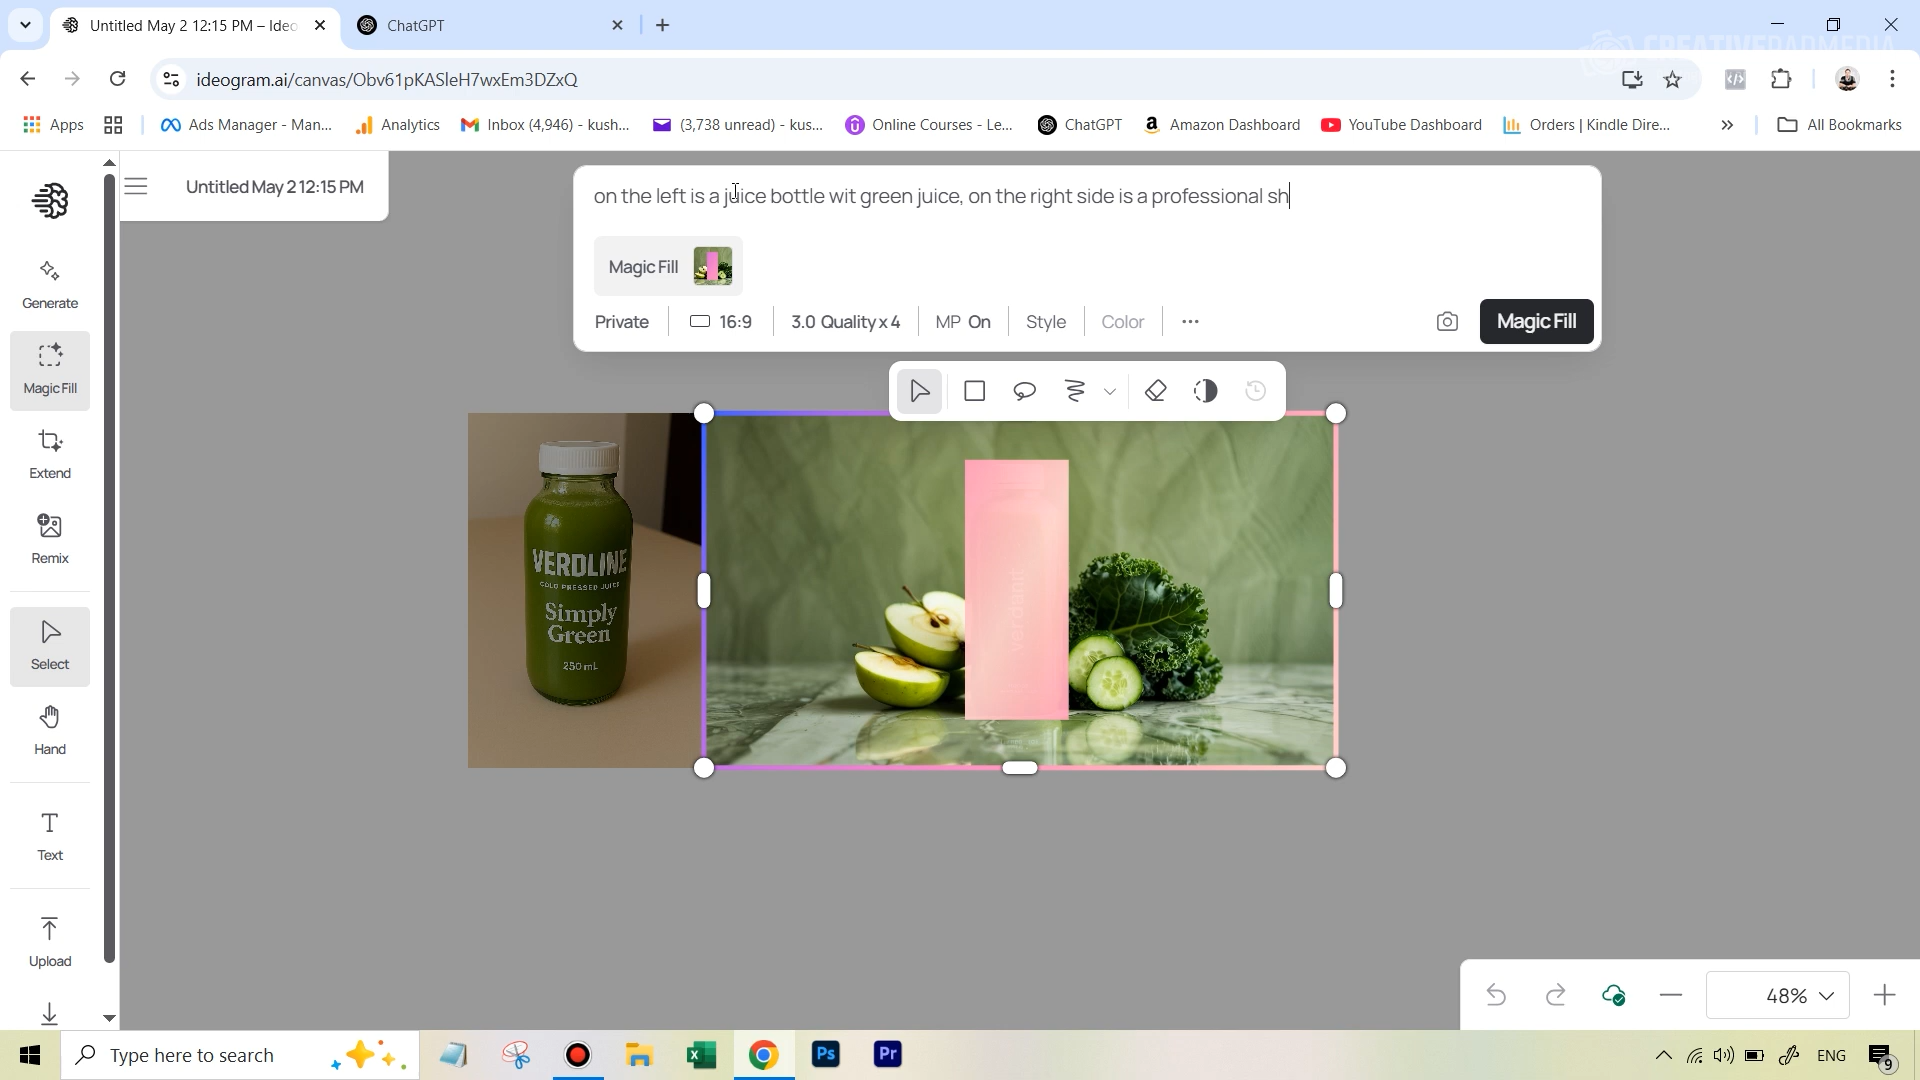 Untitled May 2 12:15 PM – Ideo
ChatGPT
CREATIVEDADMEDIA
ideogram.ai/canvas/Obv61pKASleH7wxEm3DZxQ
Apps
Ads Manager - Man...
Analytics
Inbox (4,946) - kush...
(3,738 unread) - kus...
Online Courses - Le...
ChatGPT
Amazon Dashboard
YouTube Dashboard
Orders | Kindle Dire...
All Bookmarks
Untitled May 2 12:15 PM
on the left is a juice bottle wit green juice, on the right side is a professional sh
Magic Fill
Private
16:9
3.0 Quality x 4
MP On
Style
Color
Magic Fill
Generate
Magic Fill
Extend
Remix
Select
Hand
Text
Upload
VERDLINE
COLD PRESSED JUICE
Simply
Green
250 mL
48%
Type here to search
Ps
Pr
ENG
9